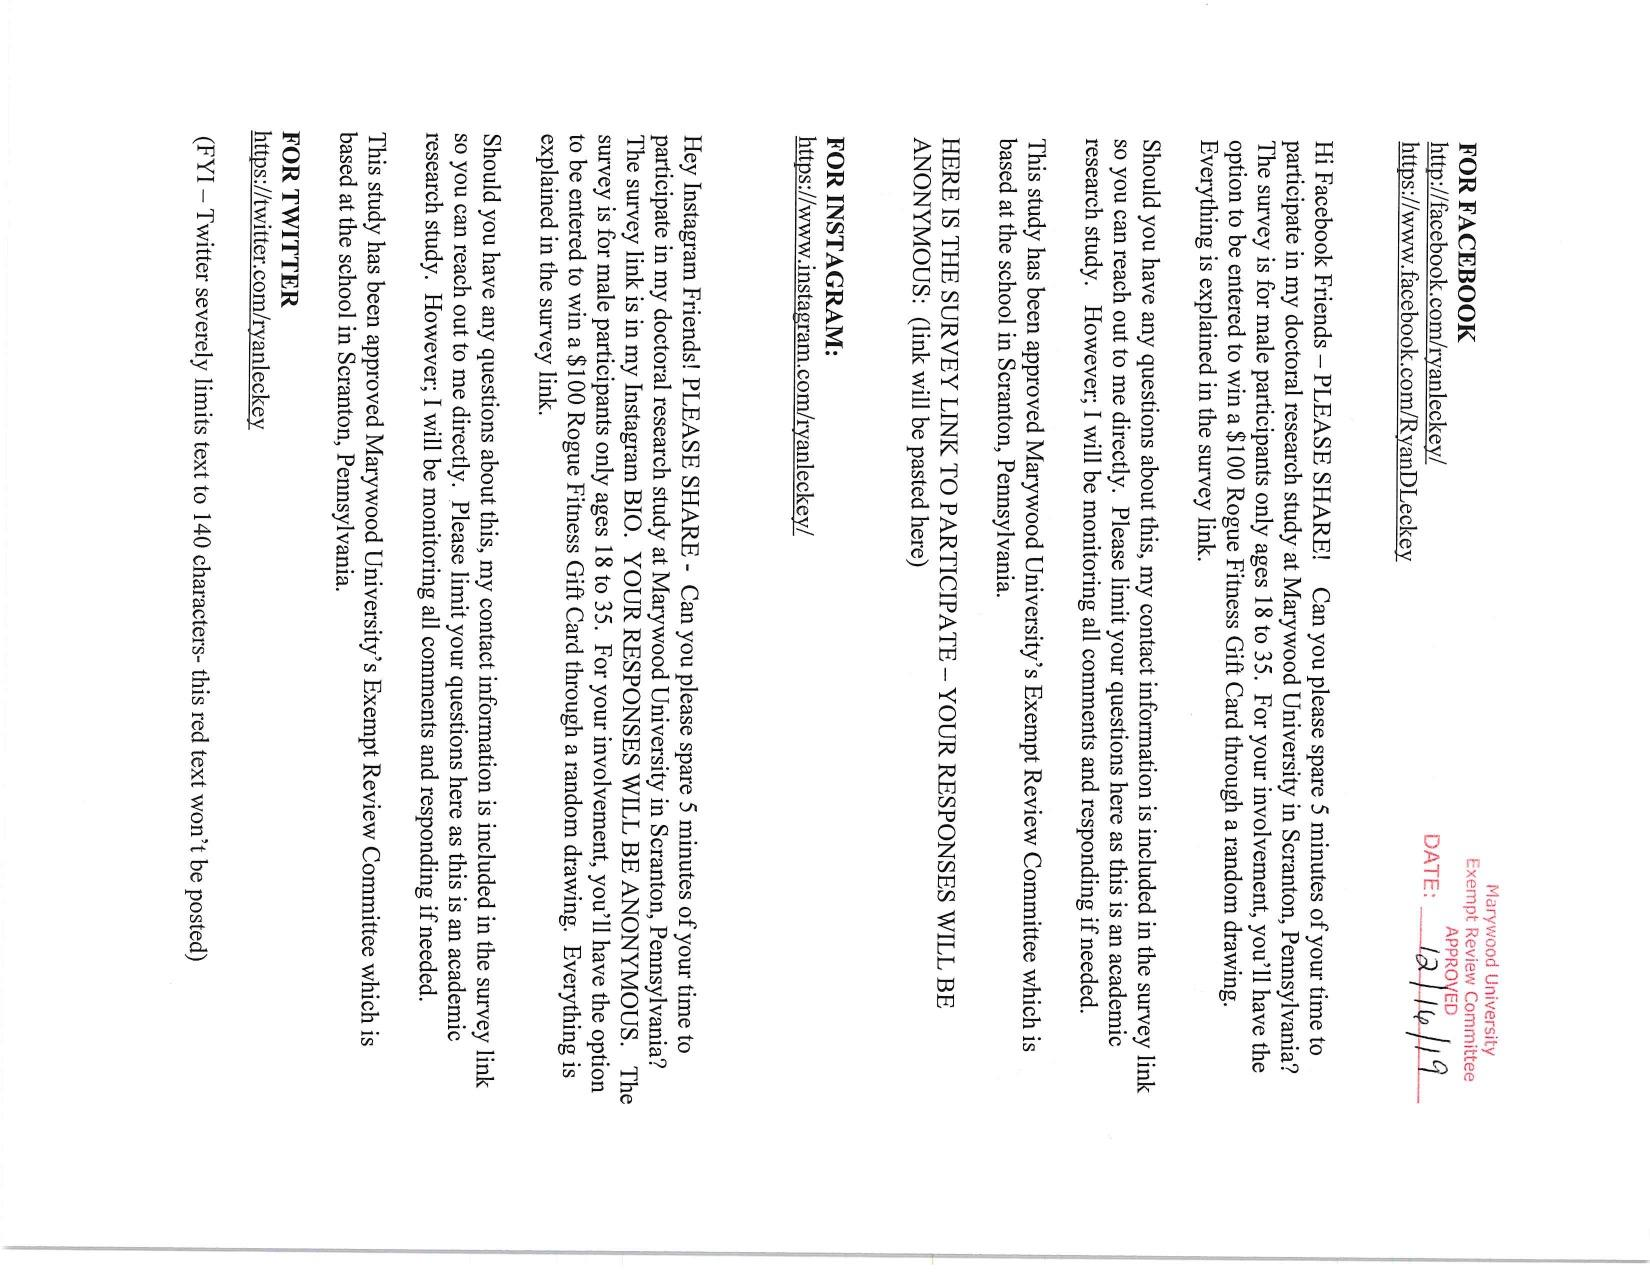 Marywood University
Exempt Review Committee
APPROVED
DATE: 12/16/19
FOR FACEBOOK
http://facebook.com/ryanleckey/
https://www.facebook.com/RyanDLeckey
Hi Facebook Friends – PLEASE SHARE! Can you please spare 5 minutes of your time to
participate in my doctoral research study at Marywood University in Scranton, Pennsylvania?
The survey is for male participants only ages 18 to 35. For your involvement, you'll have the
option to be entered to win a $100 Rogue Fitness Gift Card through a random drawing.
Everything is explained in the survey link.
Should you have any questions about this, my contact information is included in the survey link
so you can reach out to me directly. Please limit your questions here as this is an academic
research study. However; I will be monitoring all comments and responding if needed.
This study has been approved Marywood University's Exempt Review Committee which is
based at the school in Scranton, Pennsylvania.
HERE IS THE SURVEY LINK TO PARTICIPATE – YOUR RESPONSES WILL BE
ANONYMOUS: (link will be pasted here)
FOR INSTAGRAM:
https://www.instagram.com/ryanleckey/
Hey Instagram Friends! PLEASE SHARE - Can you please spare 5 minutes of your time to
participate in my doctoral research study at Marywood University in Scranton, Pennsylvania?
The survey link is in my Instagram BIO. YOUR RESPONSES WILL BE ANONYMOUS. The
survey is for male participants only ages 18 to 35. For your involvement, you'll have the option
to be entered to win a $100 Rogue Fitness Gift Card through a random drawing. Everything is
explained in the survey link.
Should you have any questions about this, my contact information is included in the survey link
so you can reach out to me directly. Please limit your questions here as this is an academic
research study. However; I will be monitoring all comments and responding if needed.
This study has been approved Marywood University's Exempt Review Committee which is
based at the school in Scranton, Pennsylvania.
FOR TWITTER
https://twitter.com/ryanleckey
(FYI – Twitter severely limits text to 140 characters- this red text won't be posted)